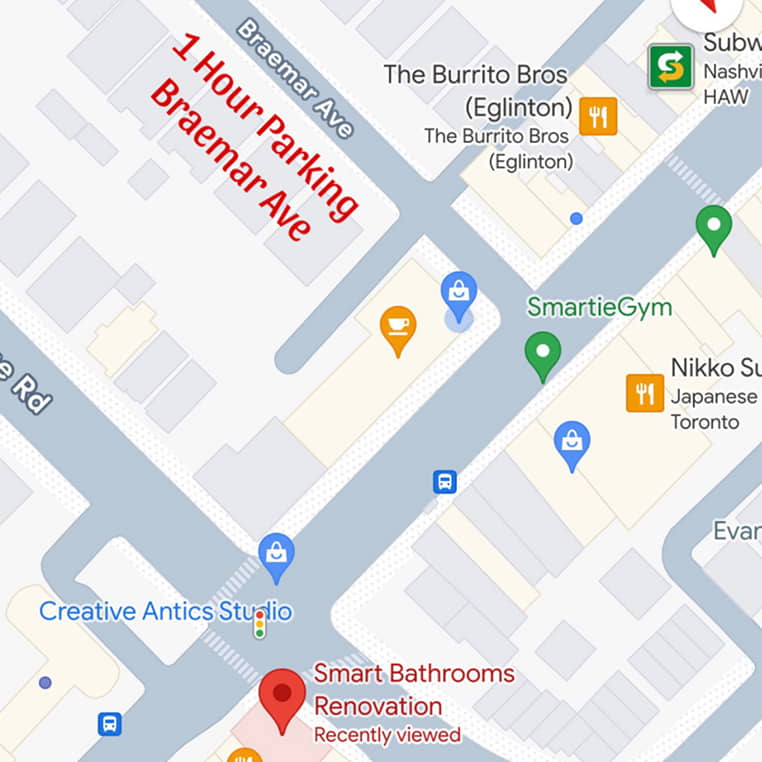 Braemar Ave
1 Hour Parking
Braemar Ave
The Burrito Bros
(Eglinton)
The Burrito Bros
(Eglinton)
Subw
Nashvi
HAW
SmartieGym
Nikko Su
Japanese
Toronto
e Rd
Evan
Creative Antics Studio
Smart Bathrooms
Renovation
Recently viewed